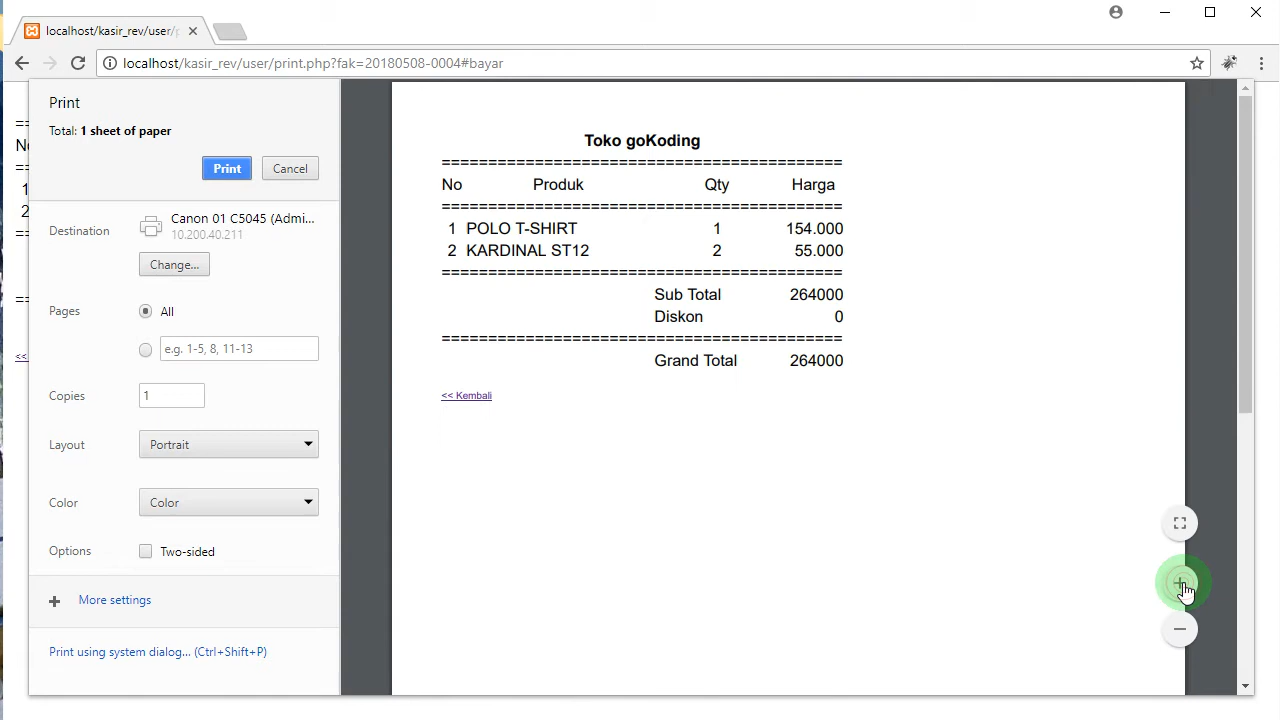 localhost/kasir_rev/user/p
localhost/kasir_rev/user/print.php?fak=20180508-0004#bayar
Print
Total: 1 sheet of paper
Print Cancel
Destination Canon 01 C5045 (Admi...
10.200.40.211
Change...
Pages All
e.g. 1-5, 8, 11-13
Copies 1
Layout Portrait
Color Color
Options Two-sided
More settings
Print using system dialog... (Ctrl+Shift+P)
Toko goKoding
===========================================
No Produk Qty Harga
===========================================
1 POLO T-SHIRT 1 154.000
2 KARDINAL ST12 2 55.000
===========================================
Sub Total 264000
Diskon 0
===========================================
Grand Total 264000
<< Kembali